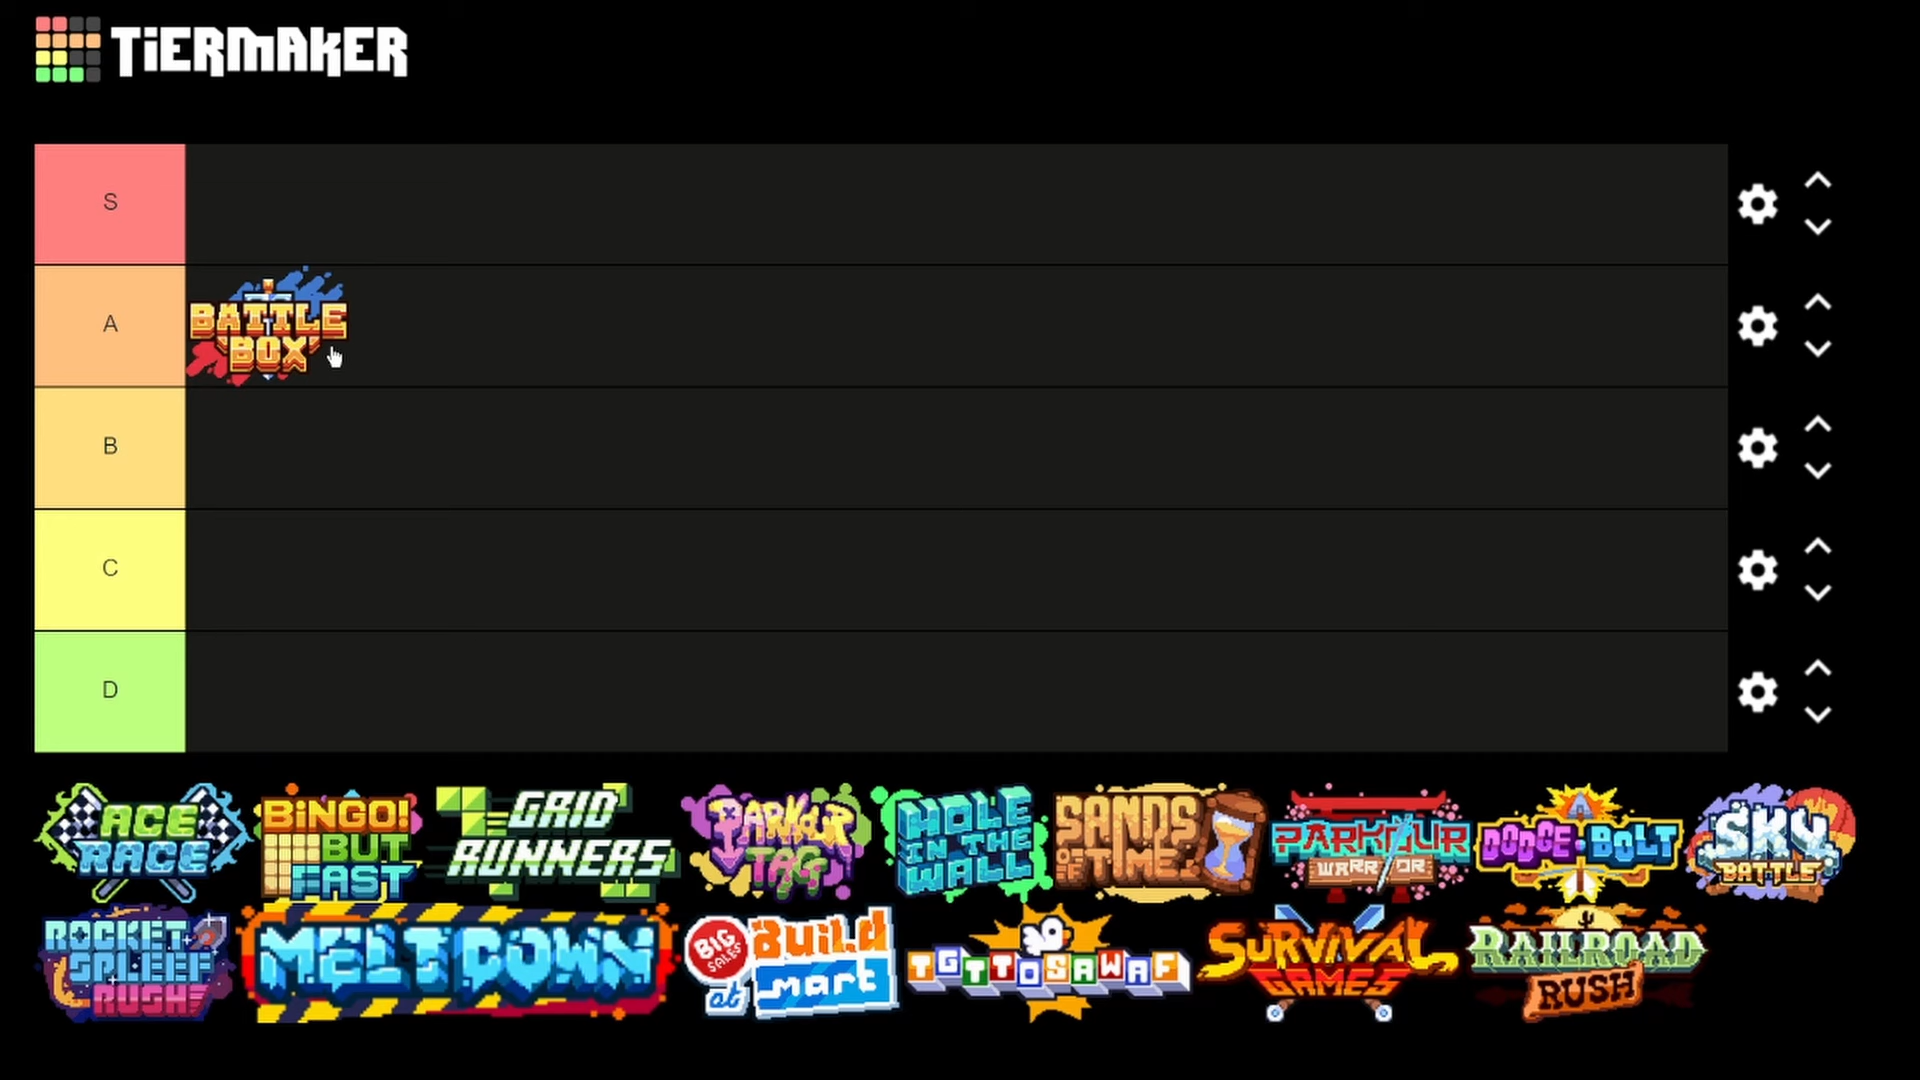 TiERMAKER
S
A
BATTLE
BOX
B
C
D
ACE
RACE
BiNGO!
BUT
FAST
GRID
RUNNERS
PARKOUR
TAG
HOLE
IN THE
WALL
SANDS
OF TIME
PARKOUR
WARRIOR
DODGE BOLT
SKY
BATTLE
ROCKET
SPLEEF
RUSH
MELTDOWN
BIG
SALES
at
BUild
mart
TGTTOSAWAF
SURVIVAL
GAMES
RAILROAD
RUSH